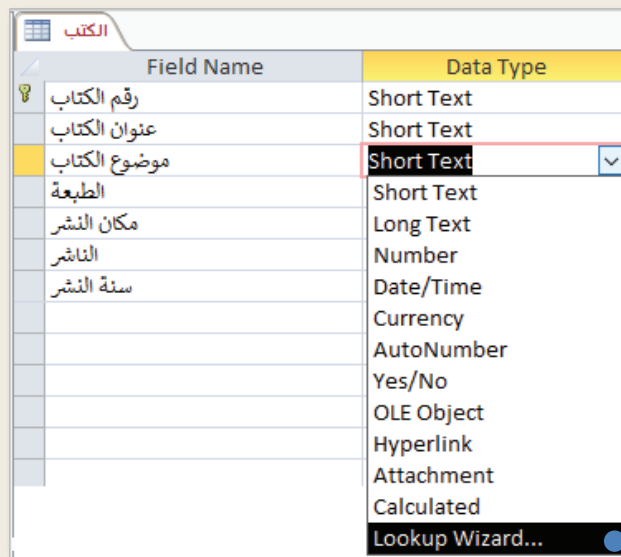 الكتب
Field Name Data Type
رقم الكتاب Short Text
عنوان الكتاب Short Text
موضوع الكتاب Short Text
الطبعة Short Text
مكان النشر Long Text
الناشر Number
سنة النشر Date/Time
Currency
AutoNumber
Yes/No
OLE Object
Hyperlink
Attachment
Calculated
Lookup Wizard...